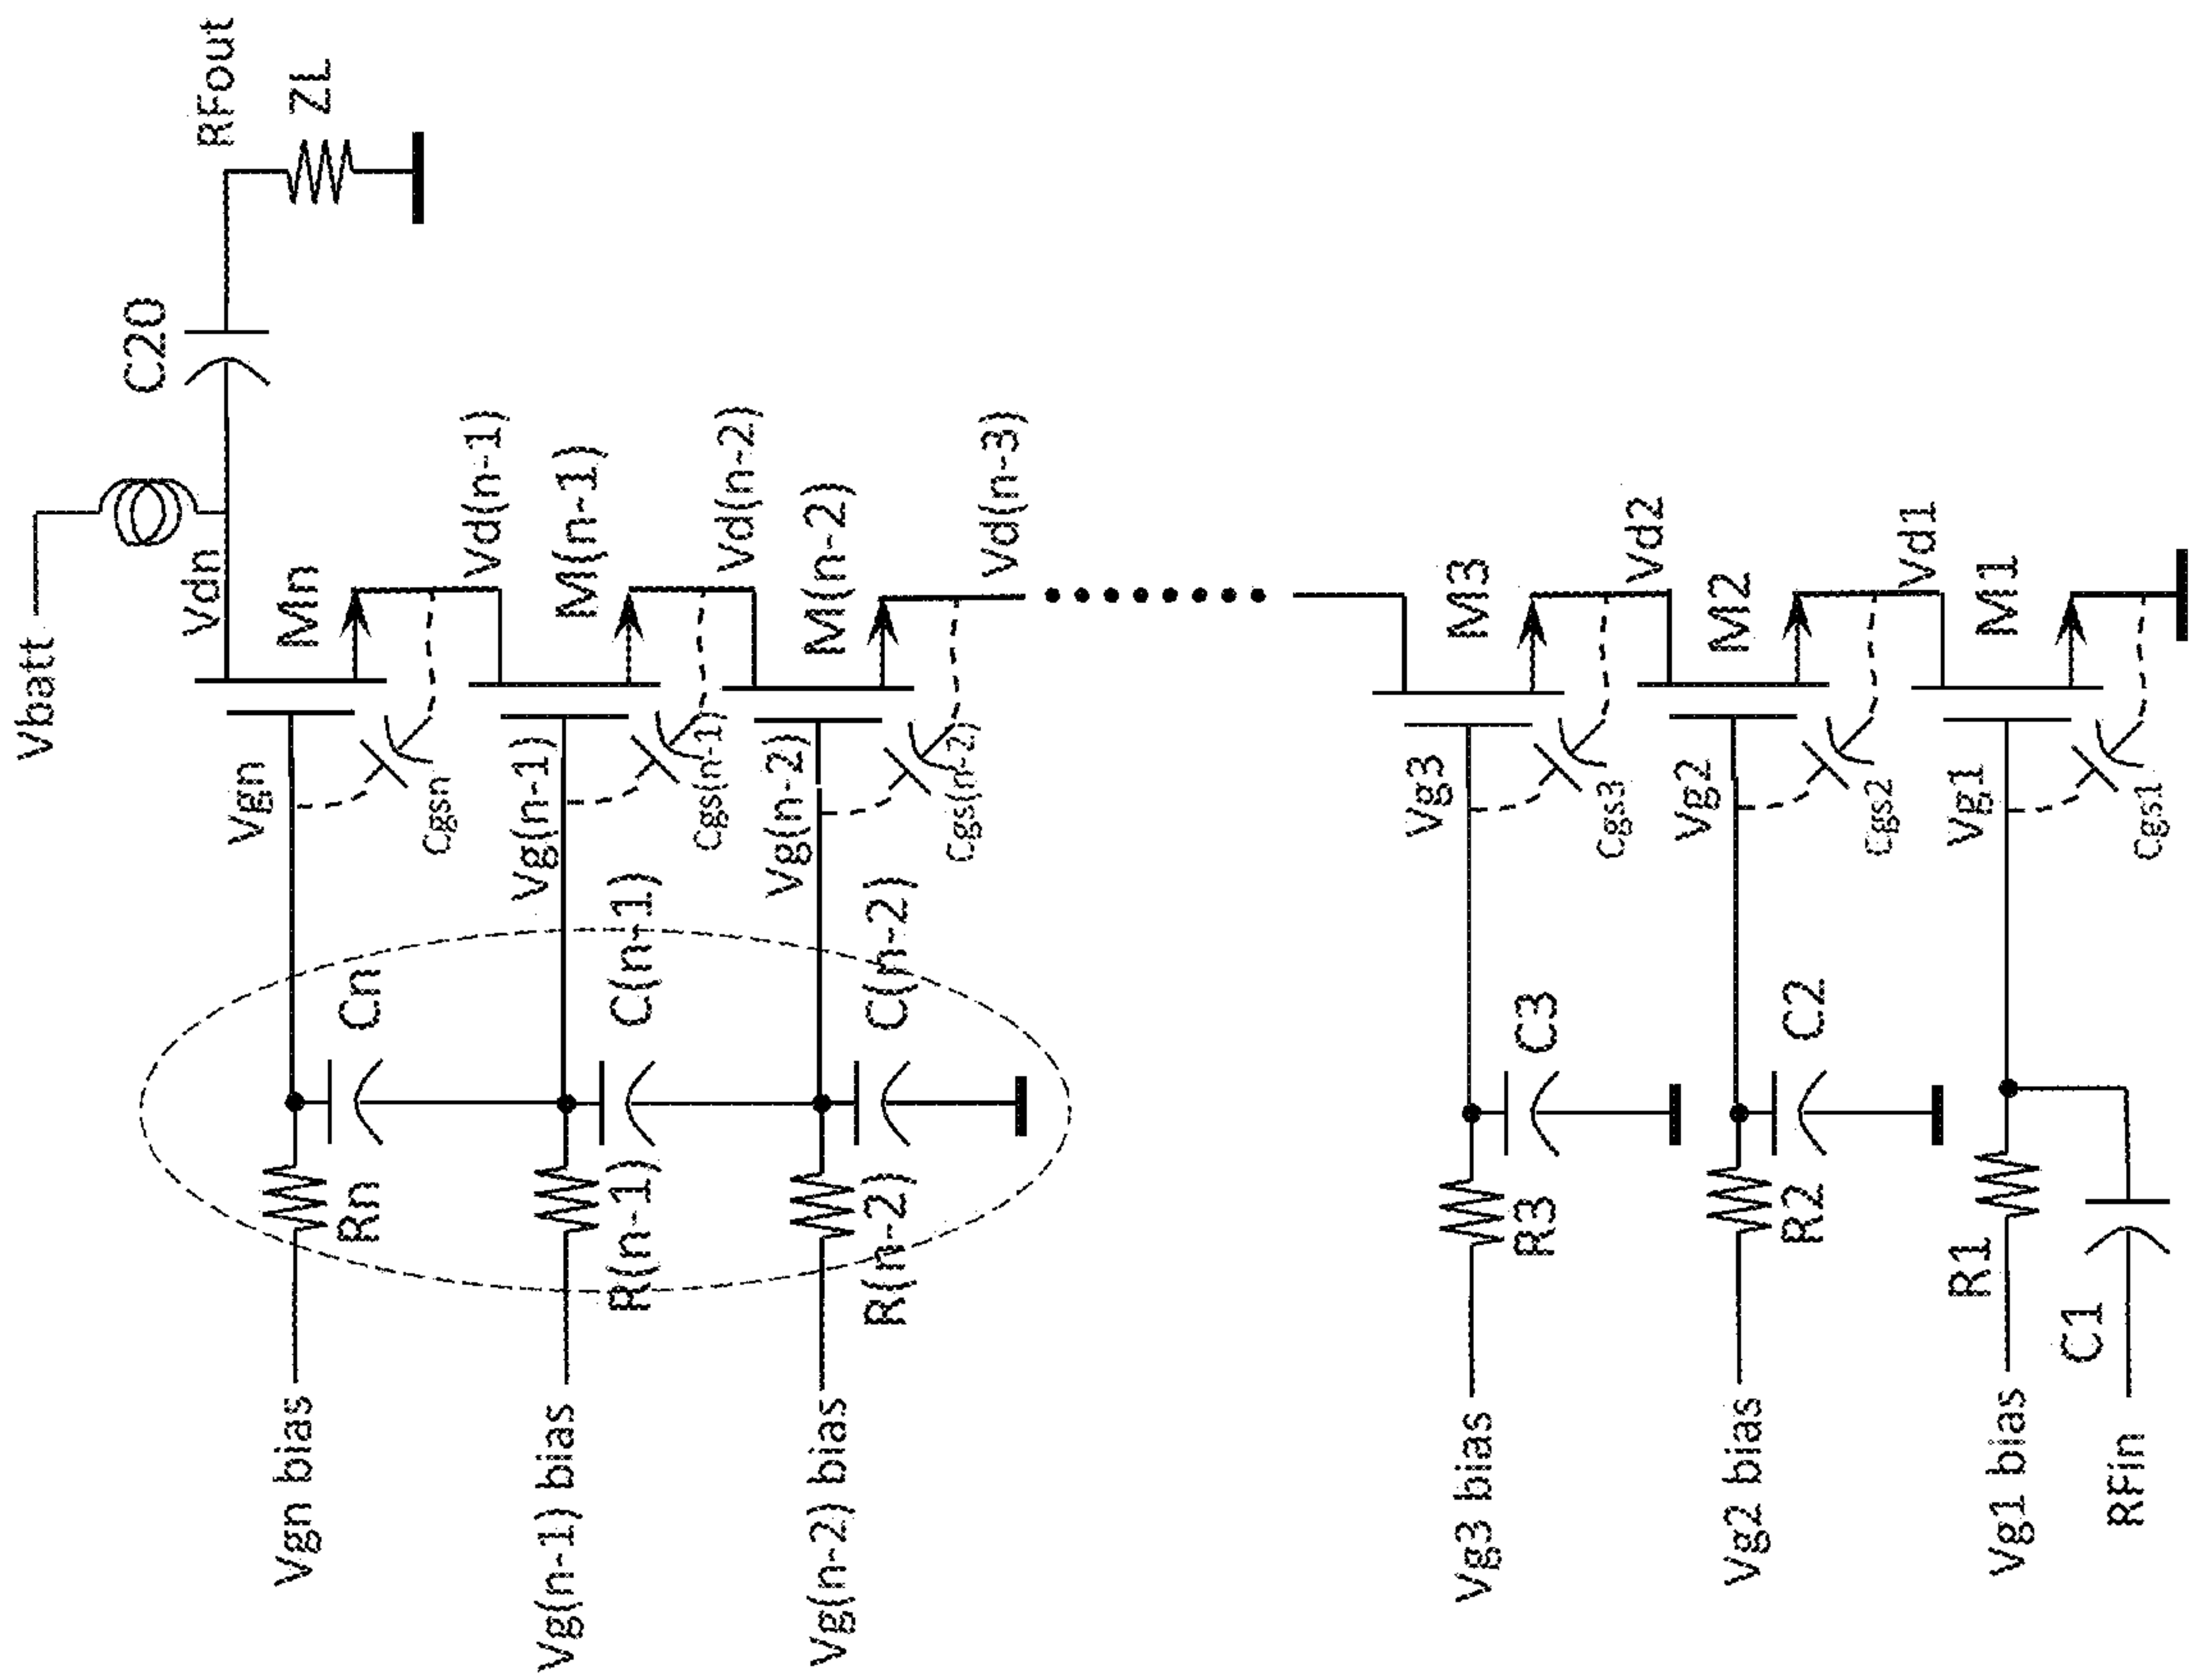 Vbatt
RFout
ZL
C20
Vdn
Mn
Vgn
Cgsn
Cn
Rn
Vgn bias
Vd(n-1)
M(n-1)
Vg(n-1)
Cgs(n-1)
C(n-1)
R(n-1)
Vg(n-1) bias
Vd(n-2)
M(n-2)
Vg(n-2)
Cgs(n-2)
C(n-2)
R(n-2)
Vg(n-2) bias
Vd(n-3)
M3
Vg3
Cgs3
C3
R3
Vg3 bias
Vd2
M2
Vg2
Cgs2
C2
R2
Vg2 bias
Vd1
M1
Vg1
Cgs1
R1
Vg1 bias
C1
RFin